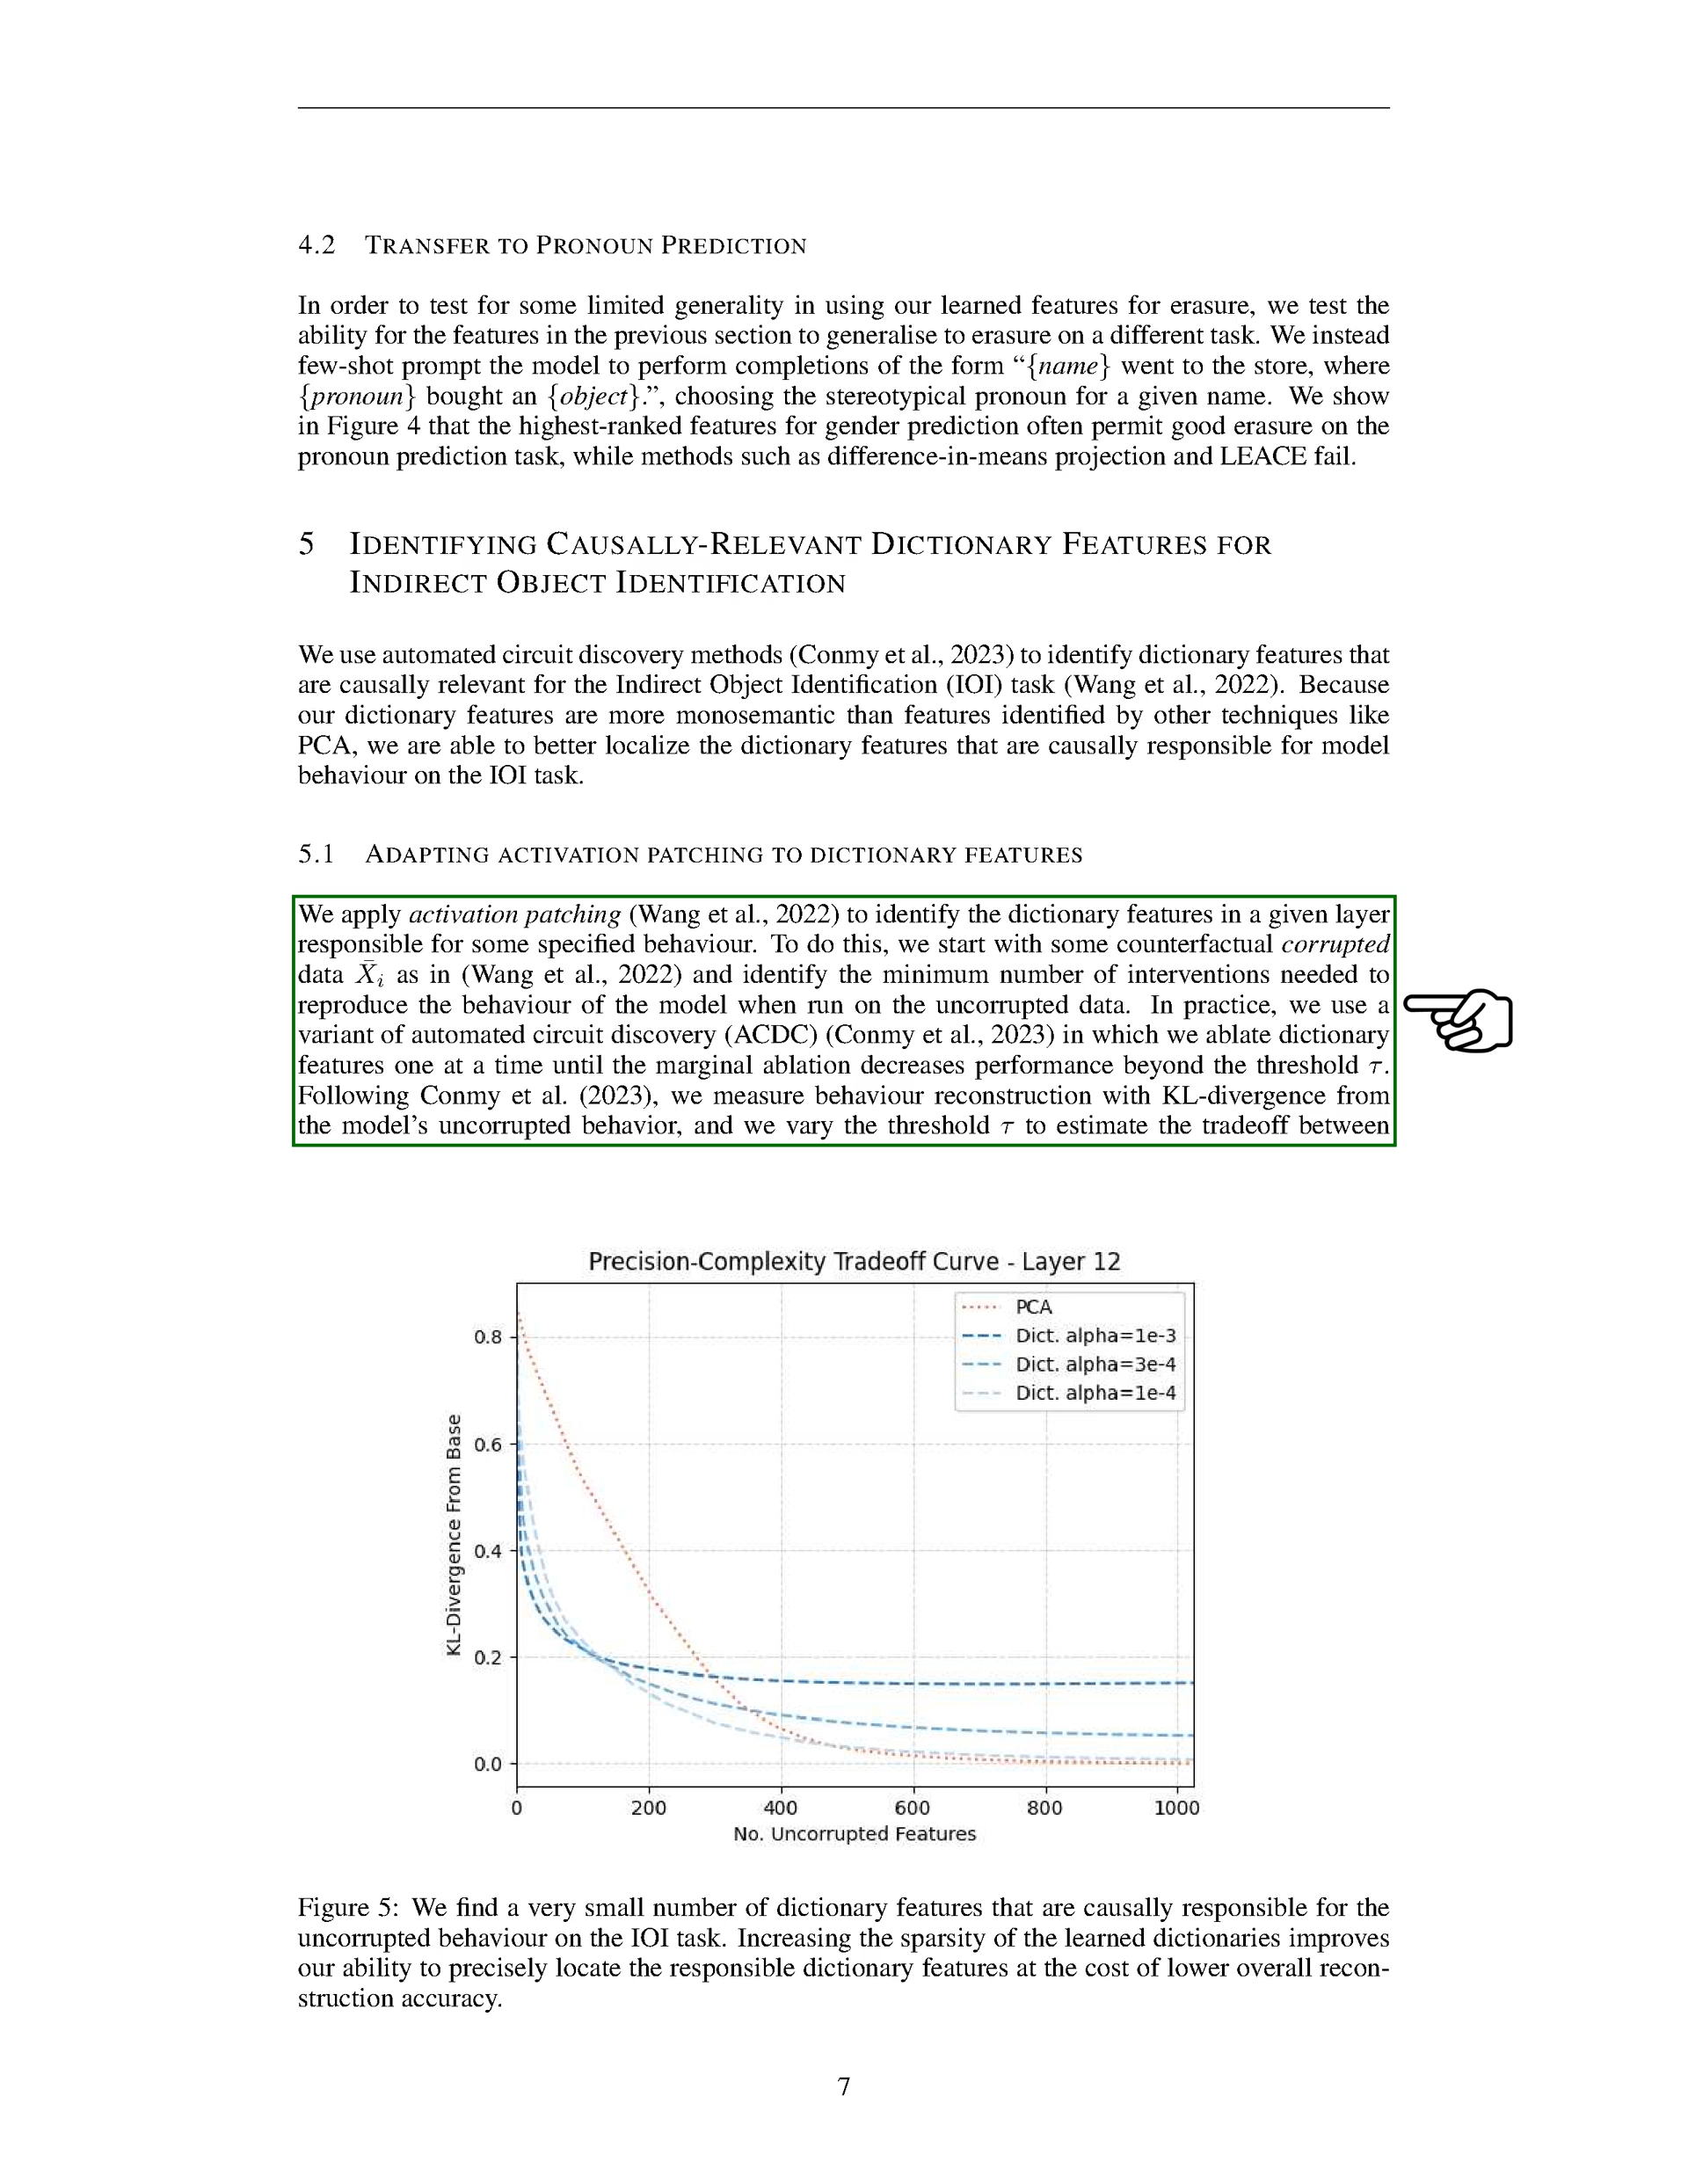 4.2 TRANSFER TO PRONOUN PREDICTION
In order to test for some limited generality in using our learned features for erasure, we test the
ability for the features in the previous section to generalise to erasure on a different task. We instead
few-shot prompt the model to perform completions of the form “{name} went to the store, where
{pronoun} bought an {object}.”, choosing the stereotypical pronoun for a given name. We show
in Figure 4 that the highest-ranked features for gender prediction often permit good erasure on the
pronoun prediction task, while methods such as difference-in-means projection and LEACE fail.
5 IDENTIFYING CAUSALLY-RELEVANT DICTIONARY FEATURES FOR
INDIRECT OBJECT IDENTIFICATION
We use automated circuit discovery methods (Conmy et al., 2023) to identify dictionary features that
are causally relevant for the Indirect Object Identification (IOI) task (Wang et al., 2022). Because
our dictionary features are more monosemantic than features identified by other techniques like
PCA, we are able to better localize the dictionary features that are causally responsible for model
behaviour on the IOI task.
5.1 ADAPTING ACTIVATION PATCHING TO DICTIONARY FEATURES
We apply activation patching (Wang et al., 2022) to identify the dictionary features in a given layer
responsible for some specified behaviour. To do this, we start with some counterfactual corrupted
data X̄ᵢ as in (Wang et al., 2022) and identify the minimum number of interventions needed to
reproduce the behaviour of the model when run on the uncorrupted data. In practice, we use a
variant of automated circuit discovery (ACDC) (Conmy et al., 2023) in which we ablate dictionary
features one at a time until the marginal ablation decreases performance beyond the threshold τ.
Following Conmy et al. (2023), we measure behaviour reconstruction with KL-divergence from
the model’s uncorrupted behavior, and we vary the threshold τ to estimate the tradeoff between
Precision-Complexity Tradeoff Curve - Layer 12
PCA
Dict. alpha=1e-3
Dict. alpha=3e-4
Dict. alpha=1e-4
KL-Divergence From Base
0.8
0.6
0.4
0.2
0.0
0 200 400 600 800 1000
No. Uncorrupted Features
Figure 5: We find a very small number of dictionary features that are causally responsible for the
uncorrupted behaviour on the IOI task. Increasing the sparsity of the learned dictionaries improves
our ability to precisely locate the responsible dictionary features at the cost of lower overall recon-
struction accuracy.
7